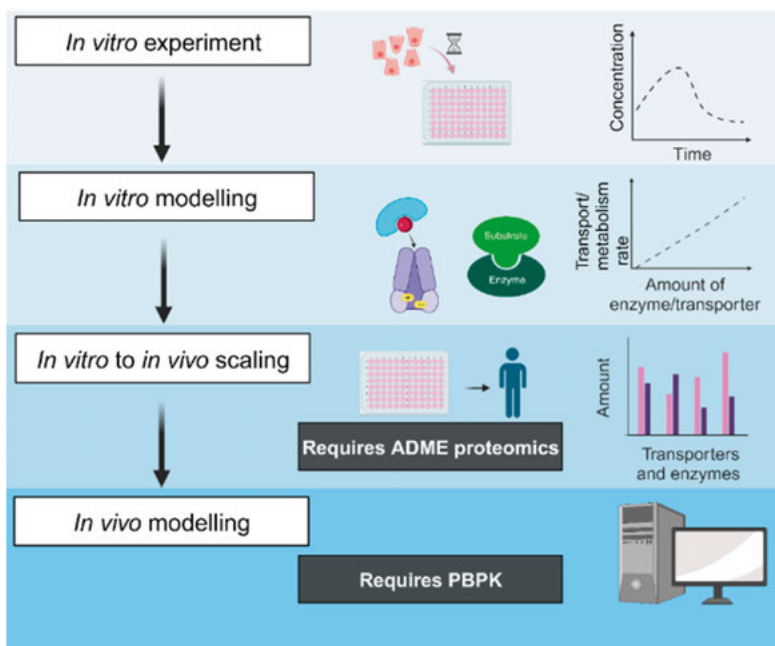 In vitro experiment
Concentration
Time
In vitro modelling
Substrate
Enzyme
Transport/
metabolism
rate
Amount of
enzyme/transporter
In vitro to in vivo scaling
Requires ADME proteomics
Amount
Transporters
and enzymes
In vivo modelling
Requires PBPK